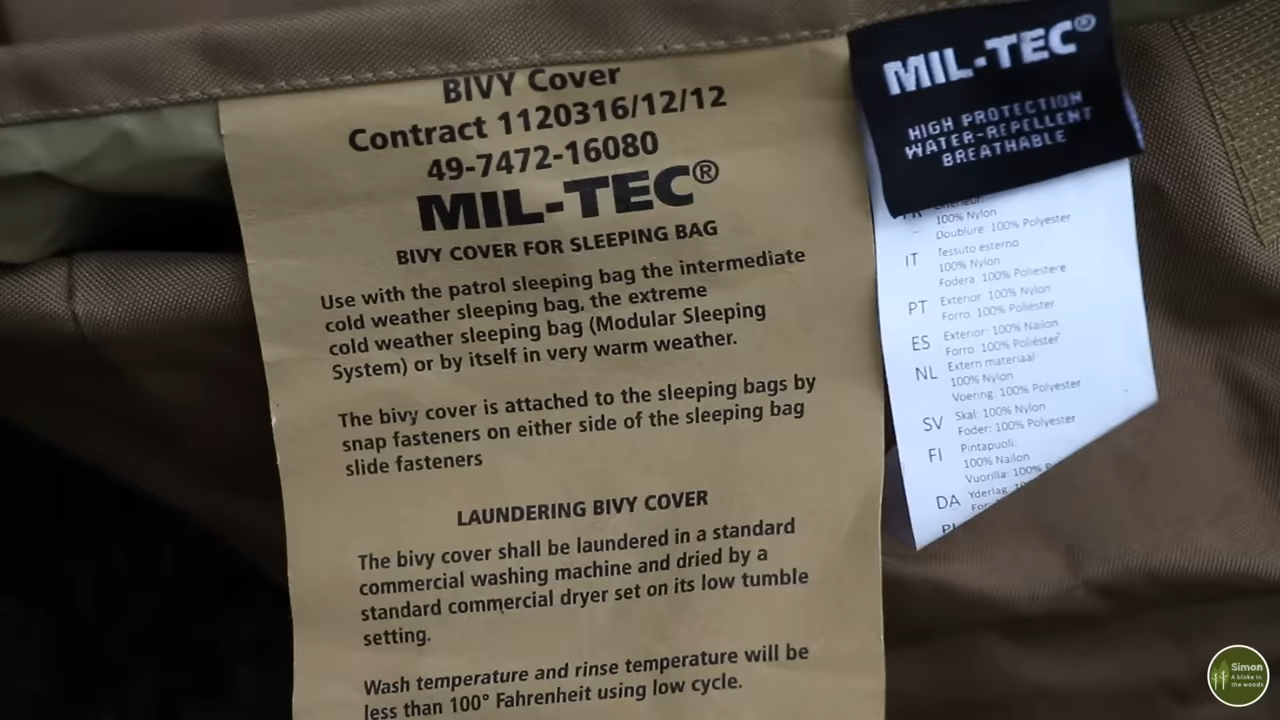 BIVY Cover
Contract 1120316/12/12
49-7472-16080
MIL-TEC®
BIVY COVER FOR SLEEPING BAG
Use with the patrol sleeping bag the intermediate
cold weather sleeping bag, the extreme
cold weather sleeping bag (Modular Sleeping
System) or by itself in very warm weather.
The bivy cover is attached to the sleeping bags by
snap fasteners on either side of the sleeping bag
slide fasteners
LAUNDERING BIVY COVER
The bivy cover shall be laundered in a standard
commercial washing machine and dried by a
standard commercial dryer set on its low tumble
setting.
Wash temperature and rinse temperature will be
less than 100° Fahrenheit using low cycle.
MIL-TEC®
HIGH PROTECTION
WATER-REPELLENT
BREATHABLE
100% Nylon
Doublure: 100% Polyester
IT Tessuto esterno
100% Nylon
Fodera: 100% Poliestere
PT Exterior: 100% Nylon
Forro: 100% Poliéster
ES Exterior: 100% Nailon
Forro: 100% Poliéster
NL Extern materiaal
100% Nylon
Voering: 100% Polyester
SV Skal: 100% Nylon
Foder: 100% Polyester
FI Pintapuoli:
100% Nailon
Vuorilla: 100%
DA Yderlag:
Simon
A bloke in
the woods